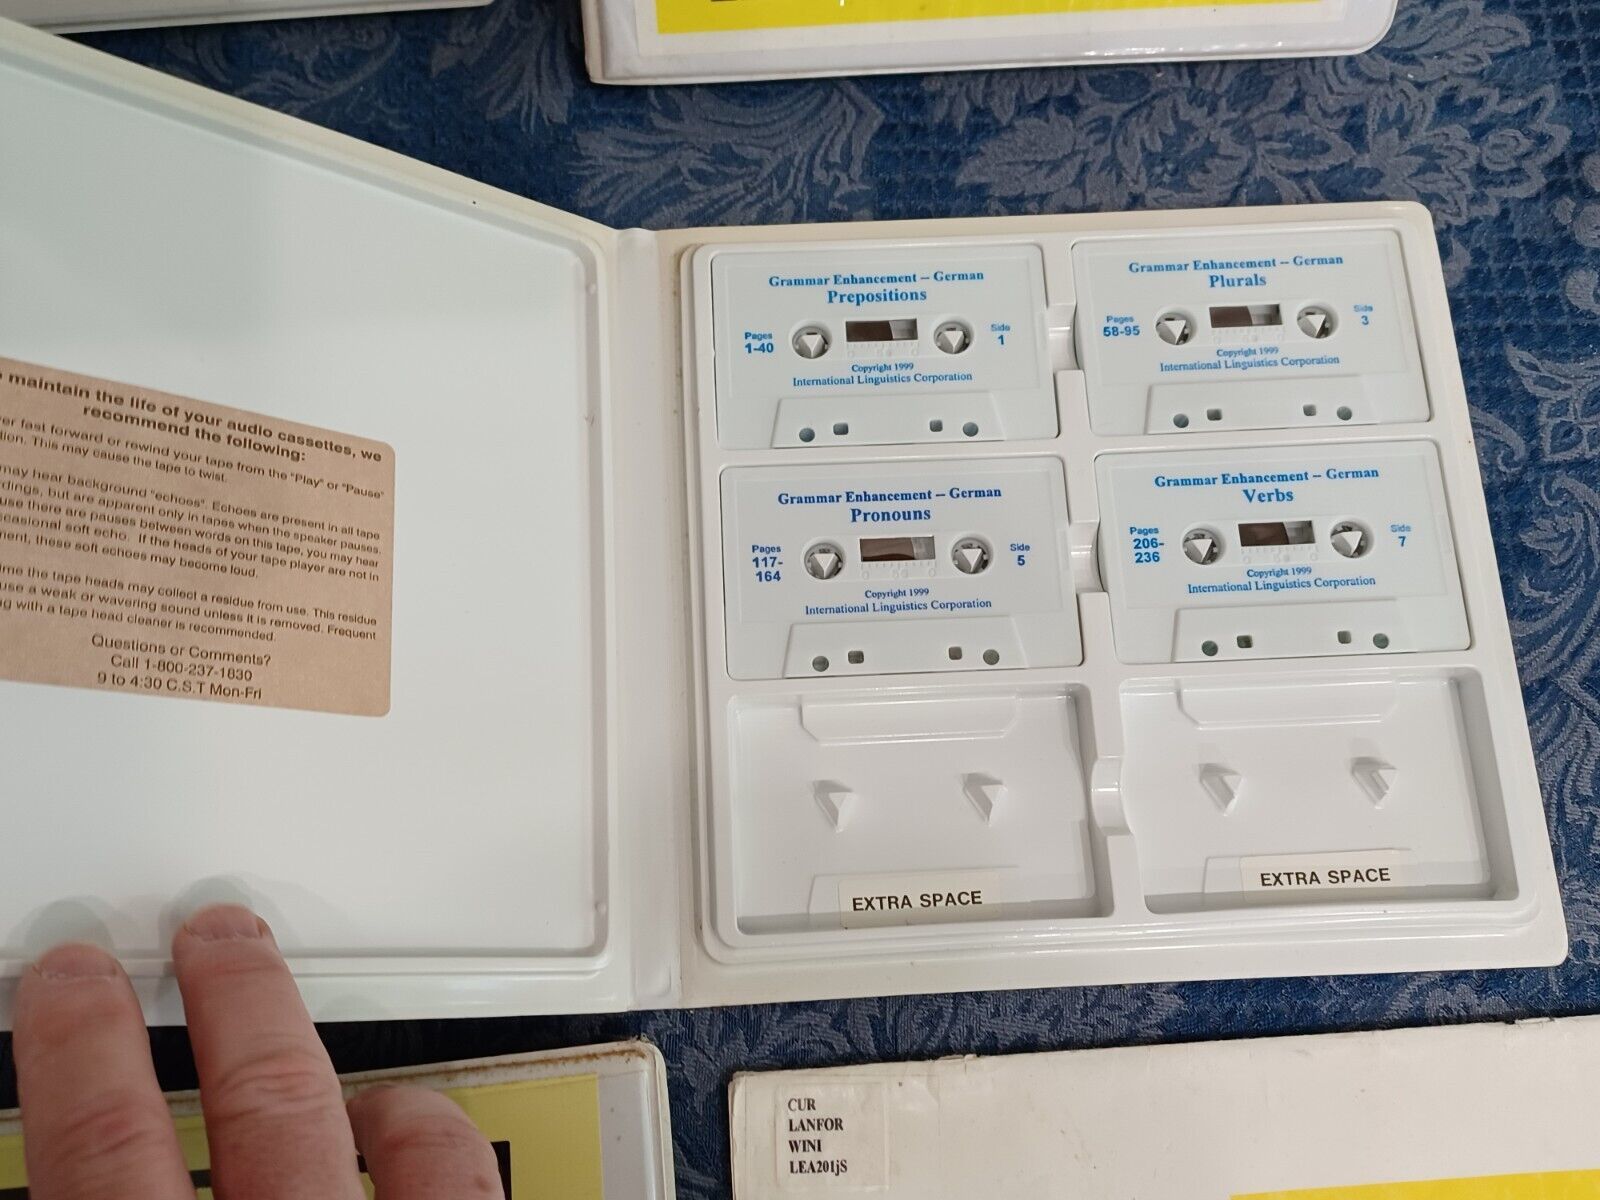 maintain the life of your audio cassettes, we
recommend the following:
er fast forward or rewind your tape from the "Play" or "Pause"
tion. This may cause the tape to twist.
may hear background "echoes". Echoes are present in all tape
rdings, but are apparent only in tapes when the speaker pauses.
use there are pauses between words on this tape, you may hear
ccasional soft echo. If the heads of your tape player are not in
ment, these soft echoes may become loud.
me the tape heads may collect a residue from use. This residue
use a weak or wavering sound unless it is removed. Frequent
g with a tape head cleaner is recommended.
Questions or Comments?
Call 1-800-237-1830
9 to 4:30 C.S.T Mon-Fri
Grammar Enhancement -- German
Prepositions
Pages
1-40
Side
1
Copyright 1999
International Linguistics Corporation
Grammar Enhancement -- German
Plurals
Pages
58-95
Side
3
Copyright 1999
International Linguistics Corporation
Grammar Enhancement -- German
Pronouns
Pages
117-
164
Side
5
Copyright 1999
International Linguistics Corporation
Grammar Enhancement -- German
Verbs
Pages
206-
236
Side
7
Copyright 1999
International Linguistics Corporation
EXTRA SPACE
EXTRA SPACE
CUR
LANFOR
WINI
LEA201jS